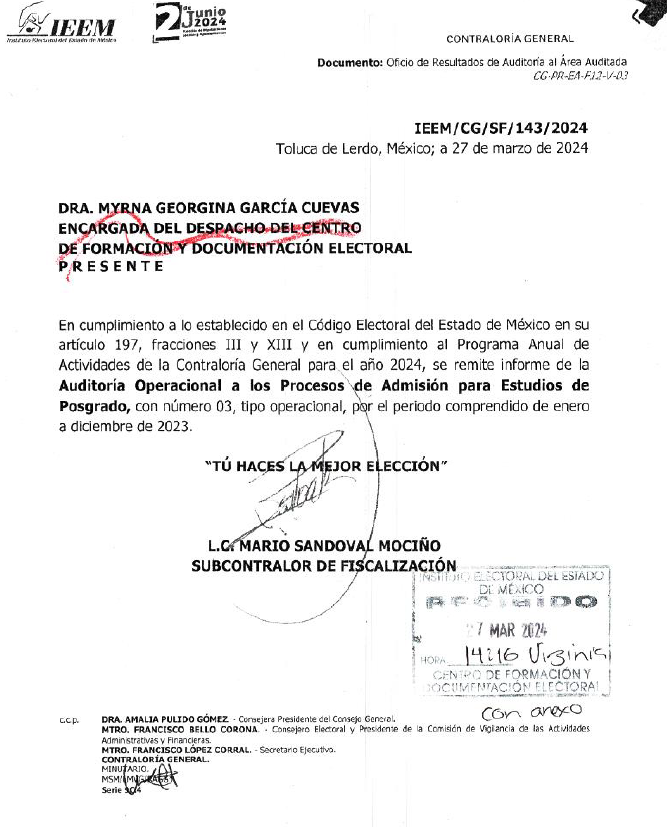 IEEM
Instituto Electoral del Estado de México
2 de Junio
2024
CONTRALORÍA GENERAL
Documento: Oficio de Resultados de Auditoría al Área Auditada
CG-PR-EA-F12-V-03
IEEM/CG/SF/143/2024
Toluca de Lerdo, México; a 27 de marzo de 2024
DRA. MYRNA GEORGINA GARCÍA CUEVAS
ENCARGADA DEL DESPACHO DEL CENTRO
DE FORMACIÓN Y DOCUMENTACIÓN ELECTORAL
P R E S E N T E
En cumplimiento a lo establecido en el Código Electoral del Estado de México en su
artículo 197, fracciones III y XIII y en cumplimiento al Programa Anual de
Actividades de la Contraloría General para el año 2024, se remite informe de la
Auditoría Operacional a los Procesos de Admisión para Estudios de
Posgrado, con número 03, tipo operacional, por el periodo comprendido de enero
a diciembre de 2023.
"TÚ HACES LA MEJOR ELECCIÓN"
L.C. MARIO SANDOVAL MOCIÑO
SUBCONTRALOR DE FISCALIZACIÓN
INSTITUTO ELECTORAL DEL ESTADO
DE MÉXICO
RECIBIDO
27 MAR 2024
HORA 14:16 Virginia
CENTRO DE FORMACIÓN Y
DOCUMENTACIÓN ELECTORAL
con anexo
c.c.p. DRA. AMALIA PULIDO GÓMEZ. - Consejera Presidente del Consejo General.
MTRO. FRANCISCO BELLO CORONA. - Consejero Electoral y Presidente de la Comisión de Vigilancia de las Actividades
Administrativas y Financieras.
MTRO. FRANCISCO LÓPEZ CORRAL. - Secretario Ejecutivo.
CONTRALORÍA GENERAL.
MINUTARIO.
Serie